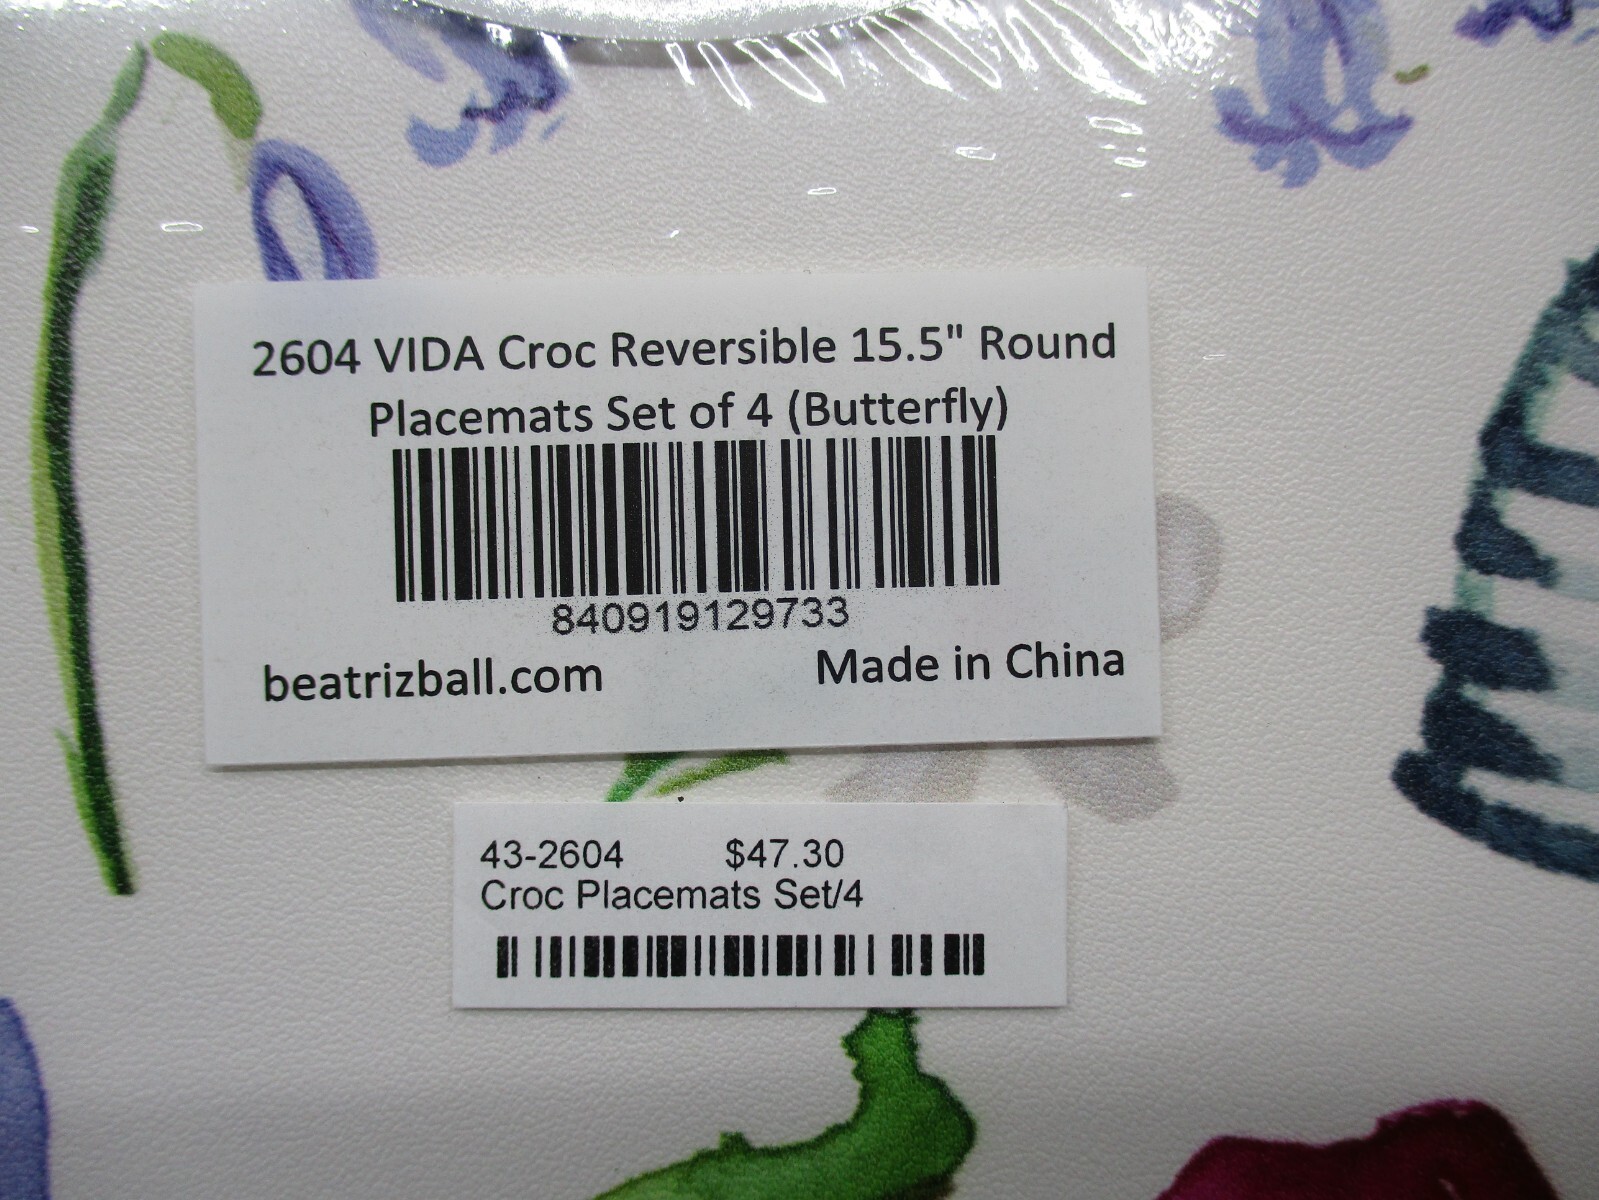 2604 VIDA Croc Reversible 15.5" Round
Placemats Set of 4 (Butterfly)
840919129733
beatrizball.com Made in China
43-2604 $47.30
Croc Placemats Set/4